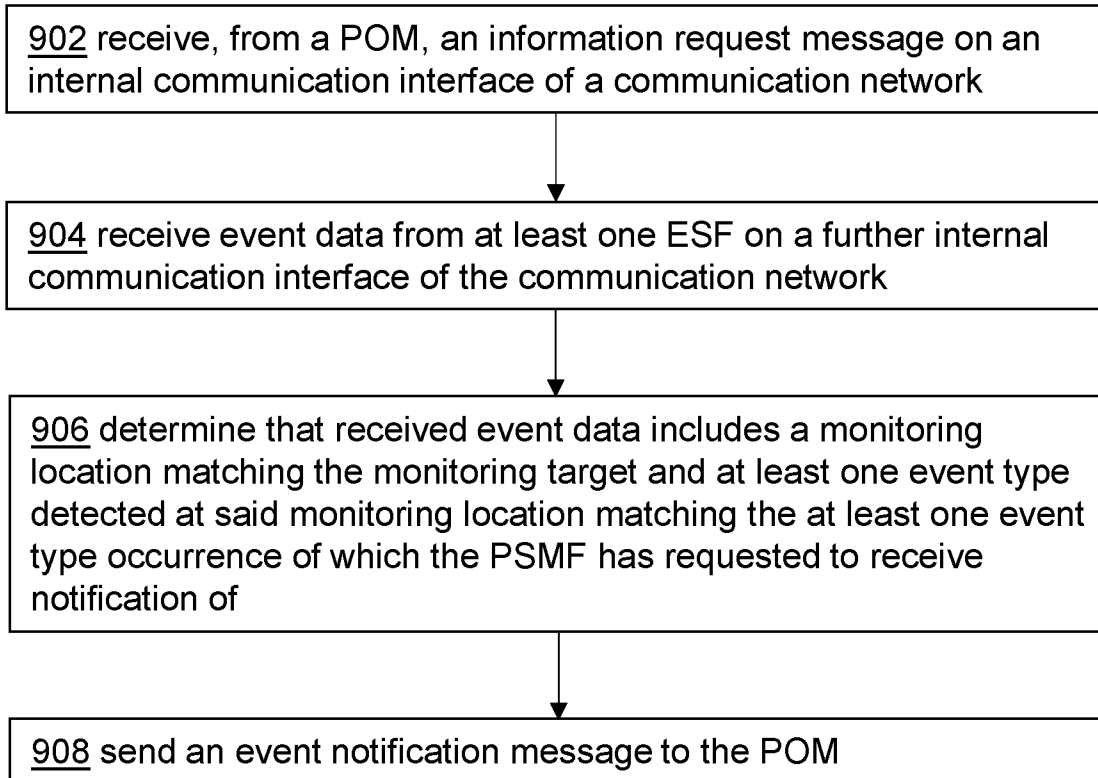 902 receive, from a POM, an information request message on an
internal communication interface of a communication network
904 receive event data from at least one ESF on a further internal
communication interface of the communication network
906 determine that received event data includes a monitoring
location matching the monitoring target and at least one event type
detected at said monitoring location matching the at least one event
type occurrence of which the PSMF has requested to receive
notification of
908 send an event notification message to the POM